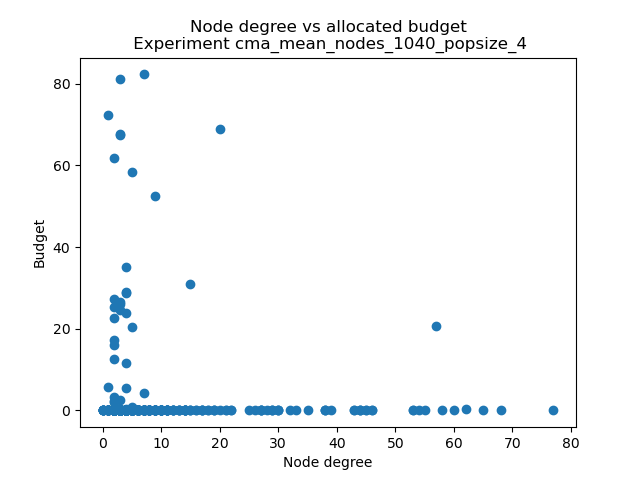 Node degree vs allocated budget
Experiment cma_mean_nodes_1040_popsize_4
80
60
40
20
0
Budget
0 10 20 30 40 50 60 70 80
Node degree